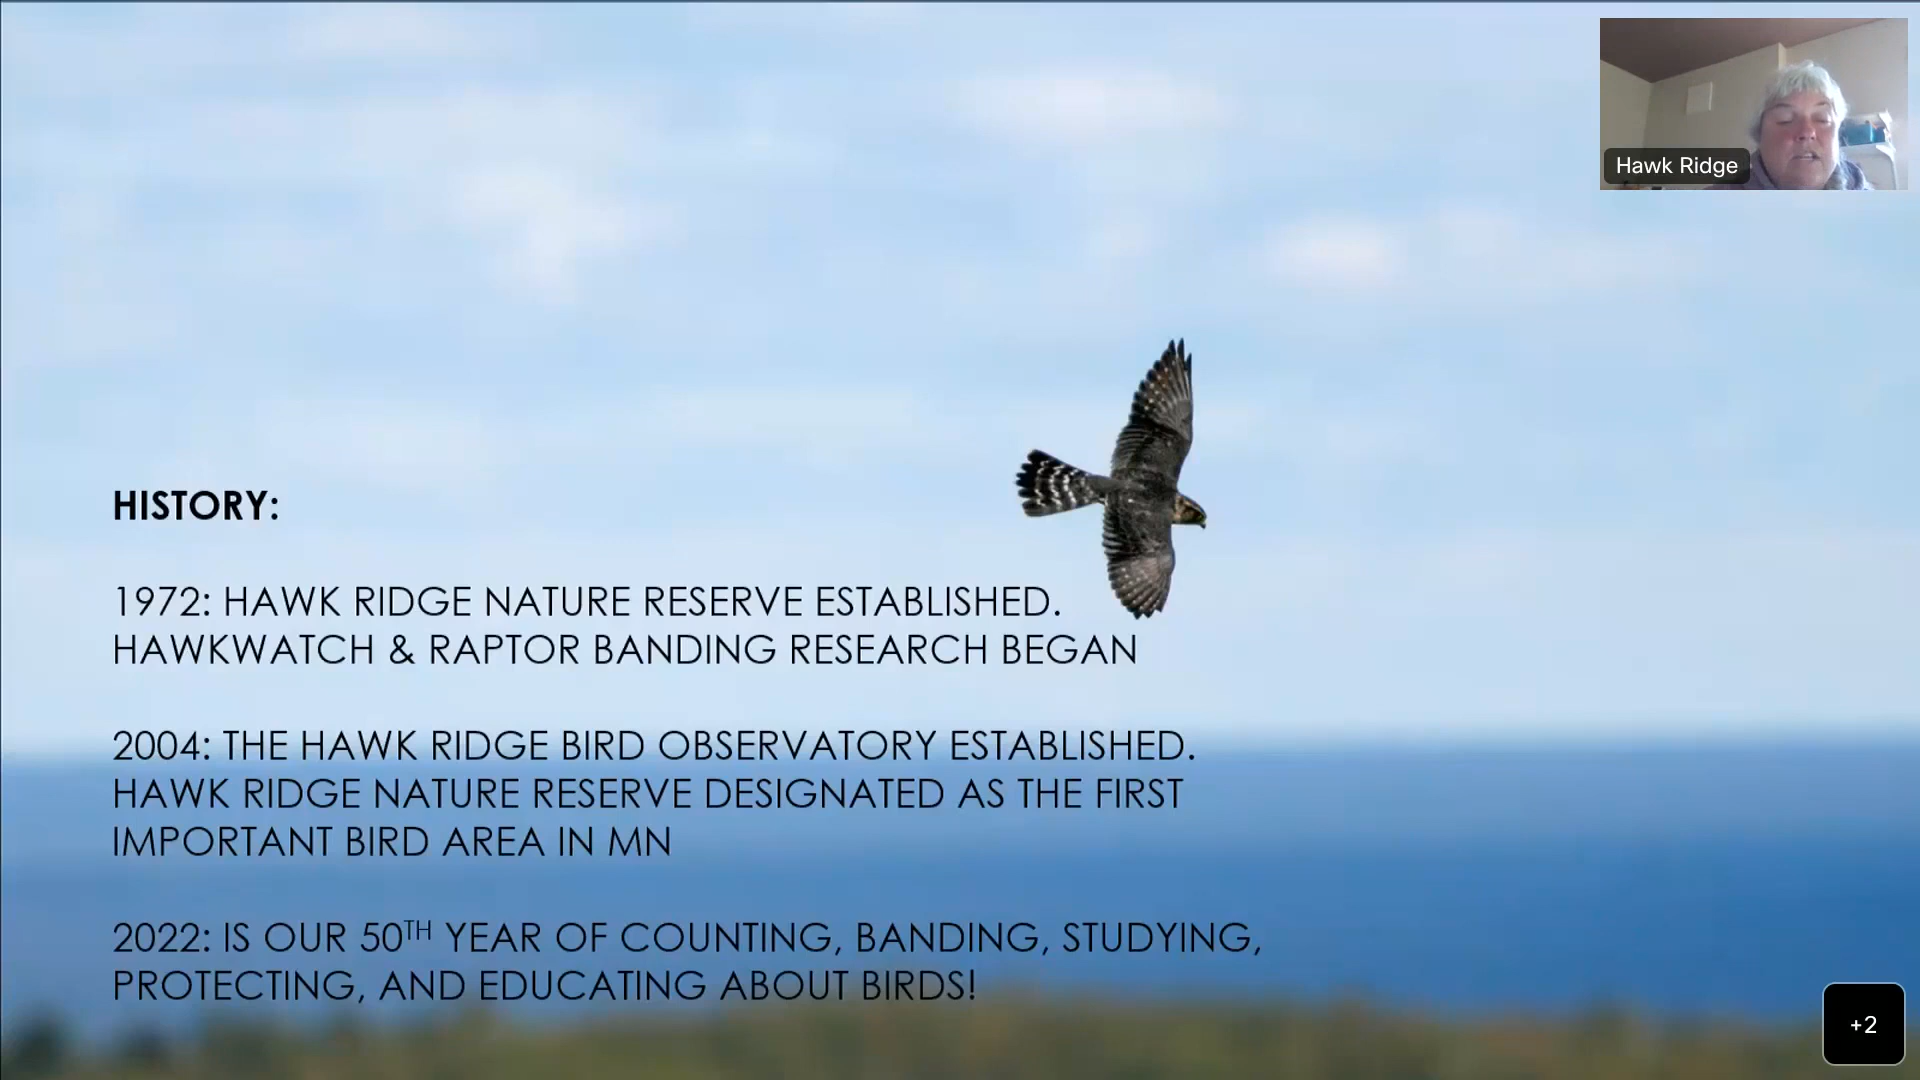 Hawk Ridge
HISTORY:
1972: HAWK RIDGE NATURE RESERVE ESTABLISHED.
HAWKWATCH & RAPTOR BANDING RESEARCH BEGAN
2004: THE HAWK RIDGE BIRD OBSERVATORY ESTABLISHED.
HAWK RIDGE NATURE RESERVE DESIGNATED AS THE FIRST
IMPORTANT BIRD AREA IN MN
2022: IS OUR 50TH YEAR OF COUNTING, BANDING, STUDYING,
PROTECTING, AND EDUCATING ABOUT BIRDS!
+2